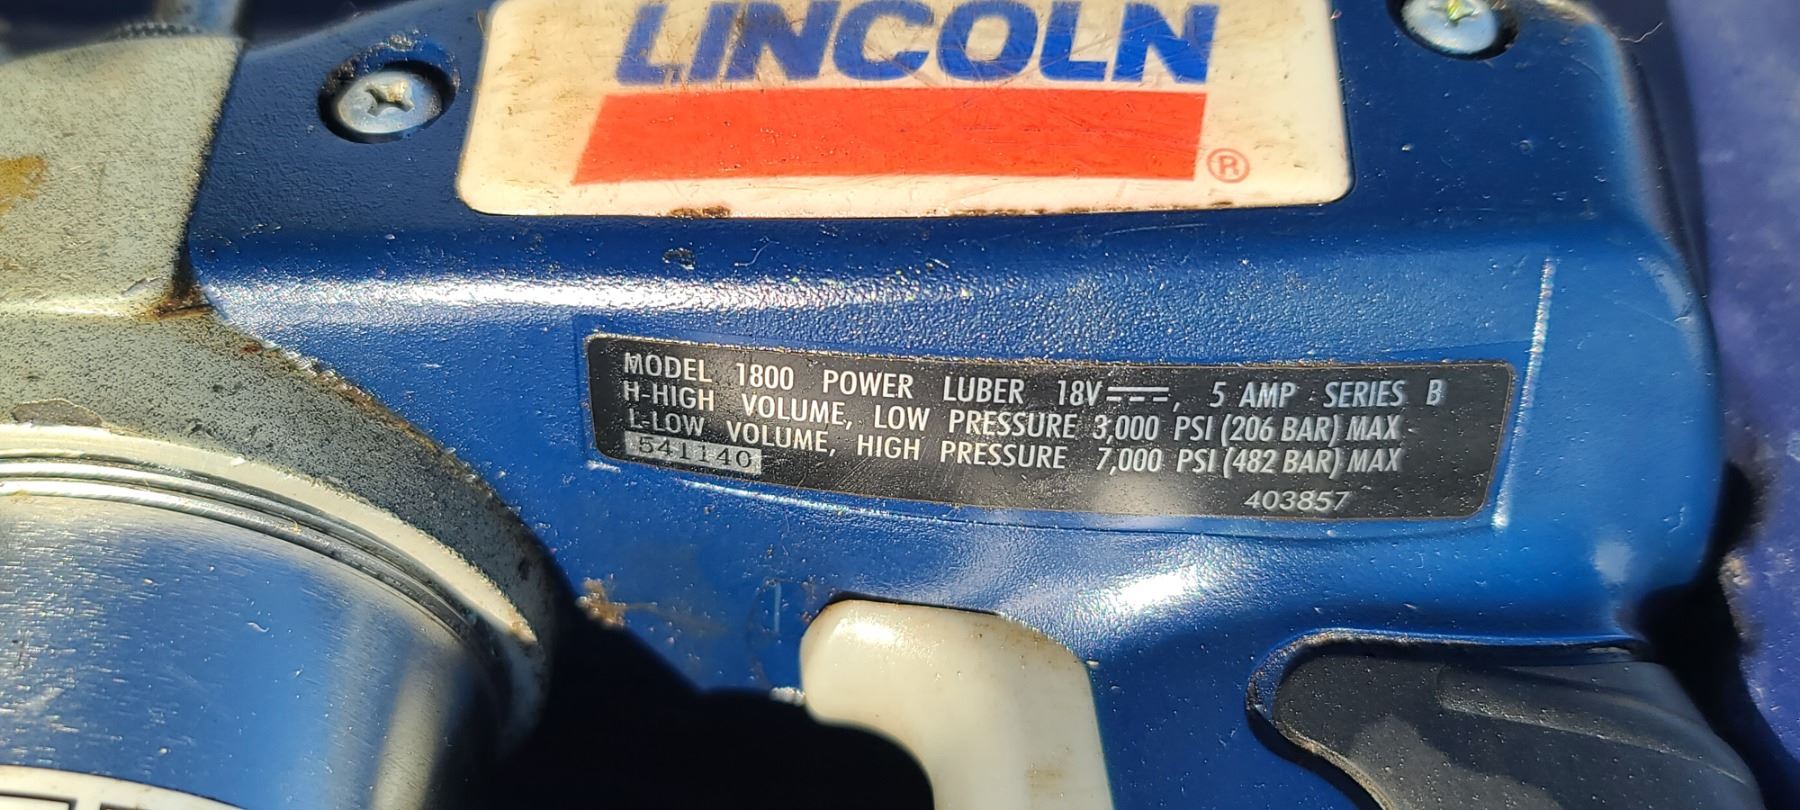 LINCOLN
®
MODEL 1800 POWER LUBER 18V⎓, 5 AMP SERIES B
H-HIGH VOLUME, LOW PRESSURE 3,000 PSI (206 BAR) MAX
L-LOW VOLUME, HIGH PRESSURE 7,000 PSI (482 BAR) MAX
541140
403857